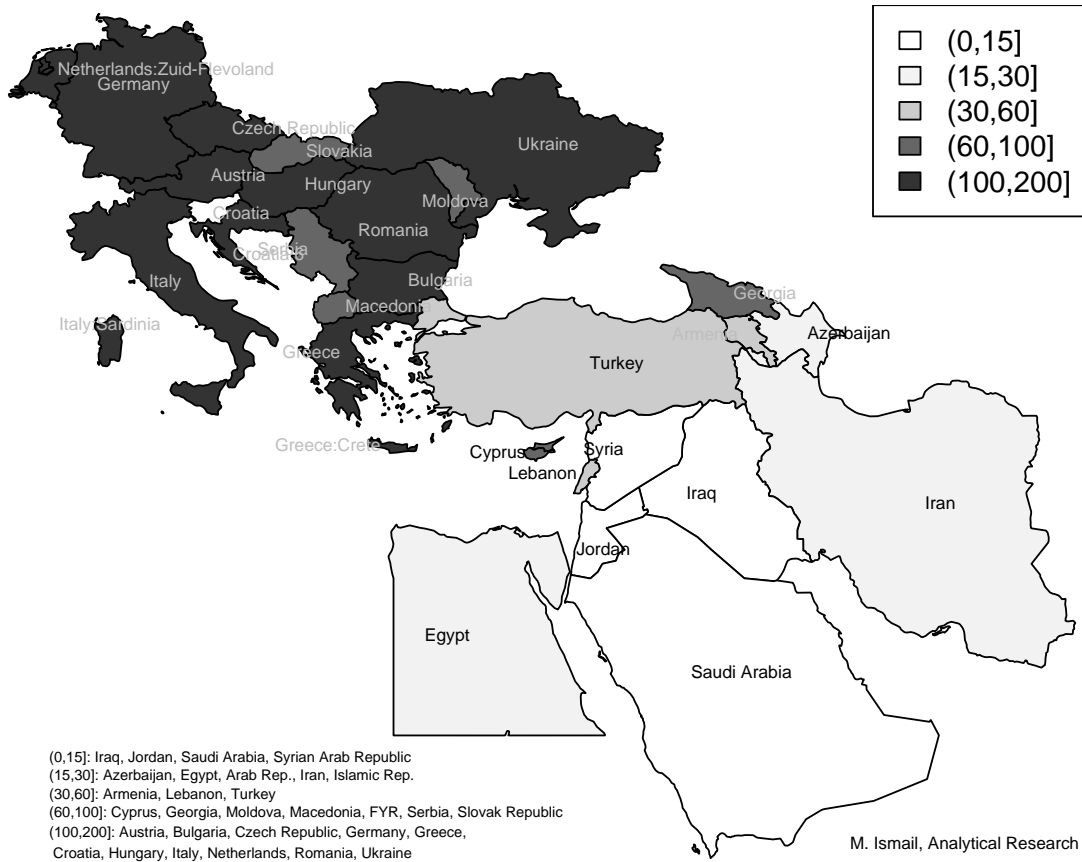 (0,15]
(15,30]
(30,60]
(60,100]
(100,200]
Netherlands:Zuid-Flevoland
Germany
Czech Republic
Slovakia
Ukraine
Austria
Hungary
Moldova
Croatia
Romania
Serbia
Italy
Bulgaria
Macedonia
Georgia
Italy:Sardinia
Armenia
Azerbaijan
Greece
Turkey
Greece:Crete
Cyprus
Syria
Lebanon
Iraq
Iran
Jordan
Egypt
Saudi Arabia
(0,15]: Iraq, Jordan, Saudi Arabia, Syrian Arab Republic
(15,30]: Azerbaijan, Egypt, Arab Rep., Iran, Islamic Rep.
(30,60]: Armenia, Lebanon, Turkey
(60,100]: Cyprus, Georgia, Moldova, Macedonia, FYR, Serbia, Slovak Republic
(100,200]: Austria, Bulgaria, Czech Republic, Germany, Greece,
Croatia, Hungary, Italy, Netherlands, Romania, Ukraine
M. Ismail, Analytical Research